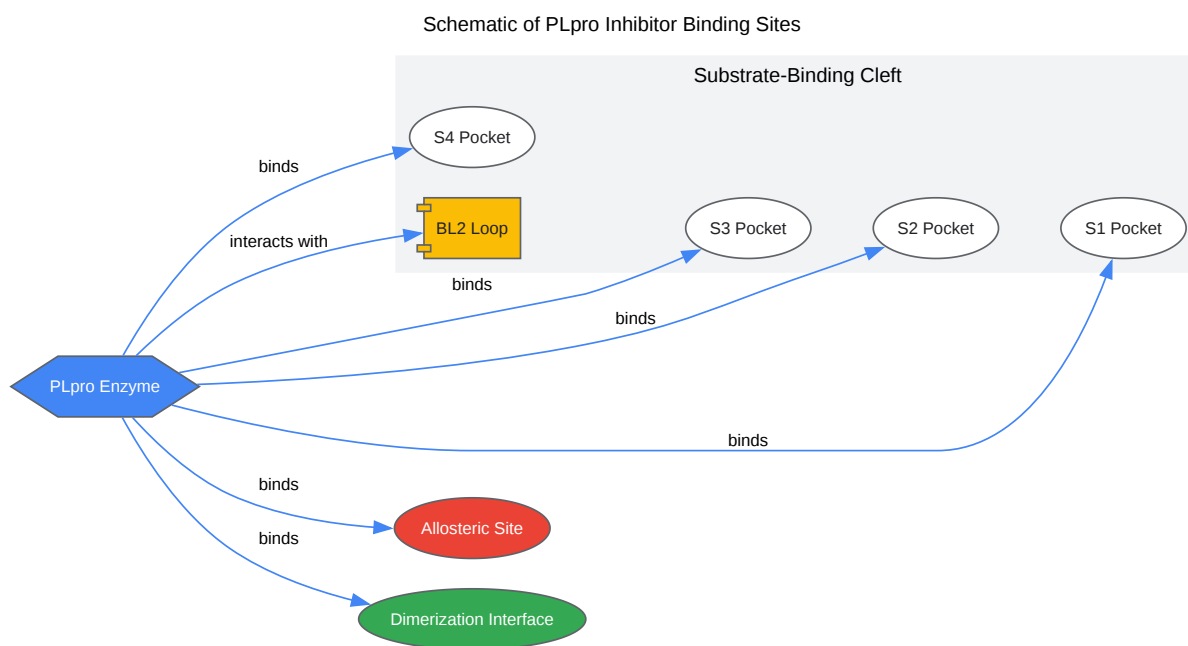 Schematic of PLpro Inhibitor Binding Sites
Substrate-Binding Cleft
S4 Pocket
binds
BL2 Loop
S3 Pocket
S2 Pocket
S1 Pocket
interacts with
binds
binds
PLpro Enzyme
binds
binds
Allosteric Site
binds
Dimerization Interface